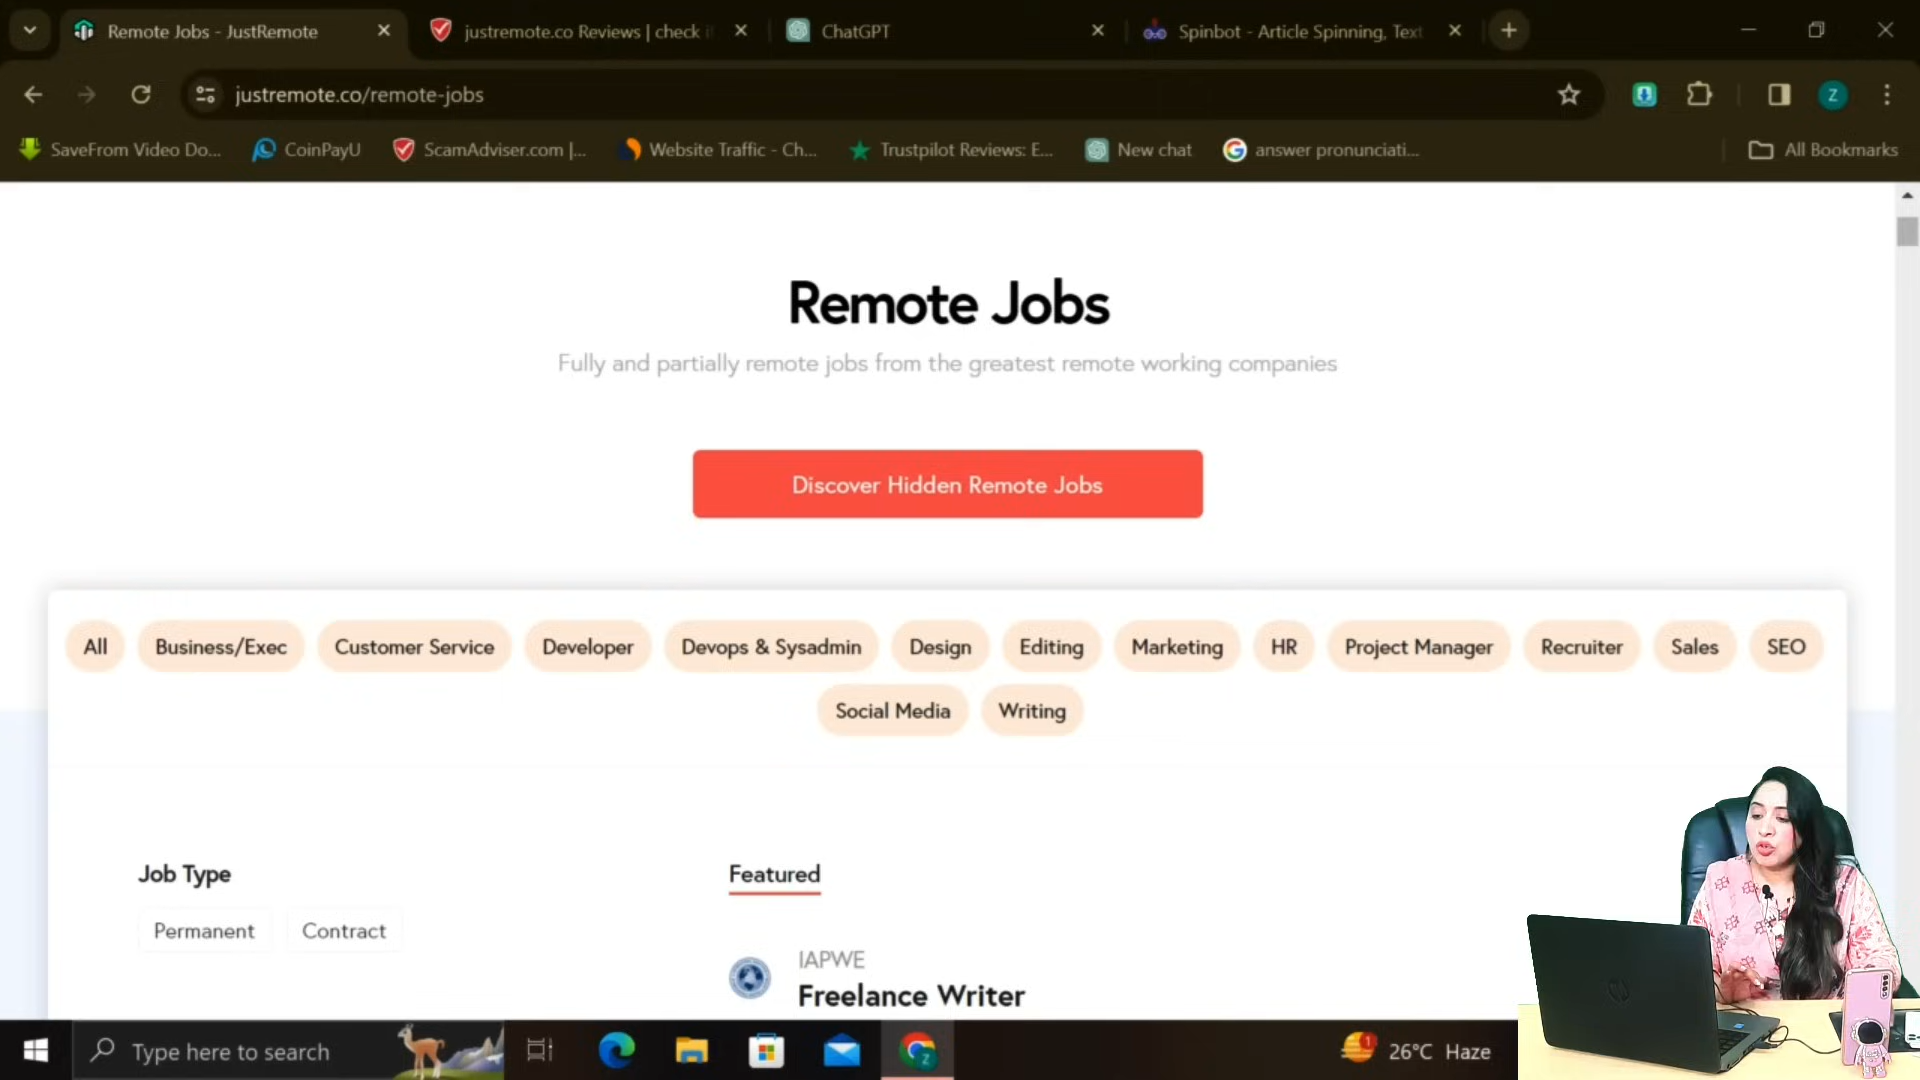 Remote Jobs - JustRemote
justremote.co Reviews | check i
ChatGPT
Spinbot - Article Spinning, Text
justremote.co/remote-jobs
Z
SaveFrom Video Do...
CoinPayU
ScamAdviser.com |...
Website Traffic - Ch...
Trustpilot Reviews: E...
New chat
answer pronunciati...
All Bookmarks
Remote Jobs
Fully and partially remote jobs from the greatest remote working companies
Discover Hidden Remote Jobs
All
Business/Exec
Customer Service
Developer
Devops & Sysadmin
Design
Editing
Marketing
HR
Project Manager
Recruiter
Sales
SEO
Social Media
Writing
Job Type
Featured
Permanent
Contract
IAPWE
Freelance Writer
Type here to search
1
26°C Haze